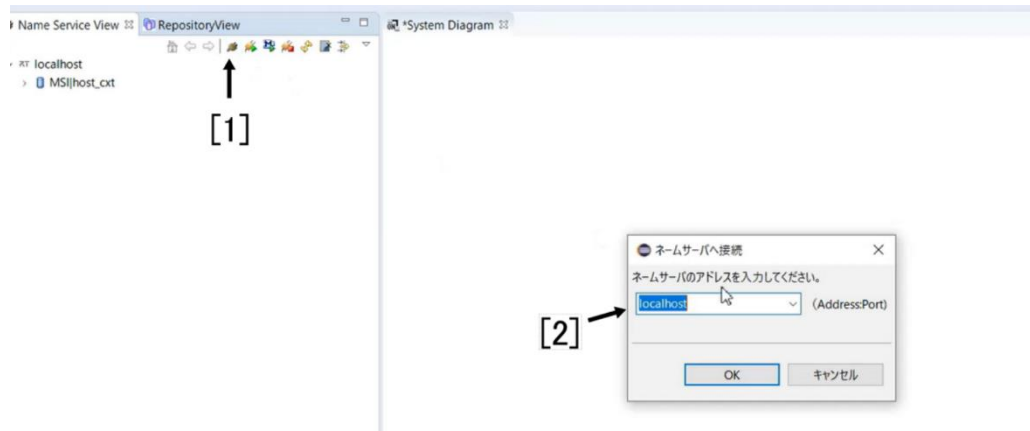 Name Service View
RepositoryView
*System Diagram
localhost
MSI|host_cxt
[1]
ネームサーバへ接続
ネームサーバのアドレスを入力してください。
localhost
(Address:Port)
[2]
OK
キャンセル